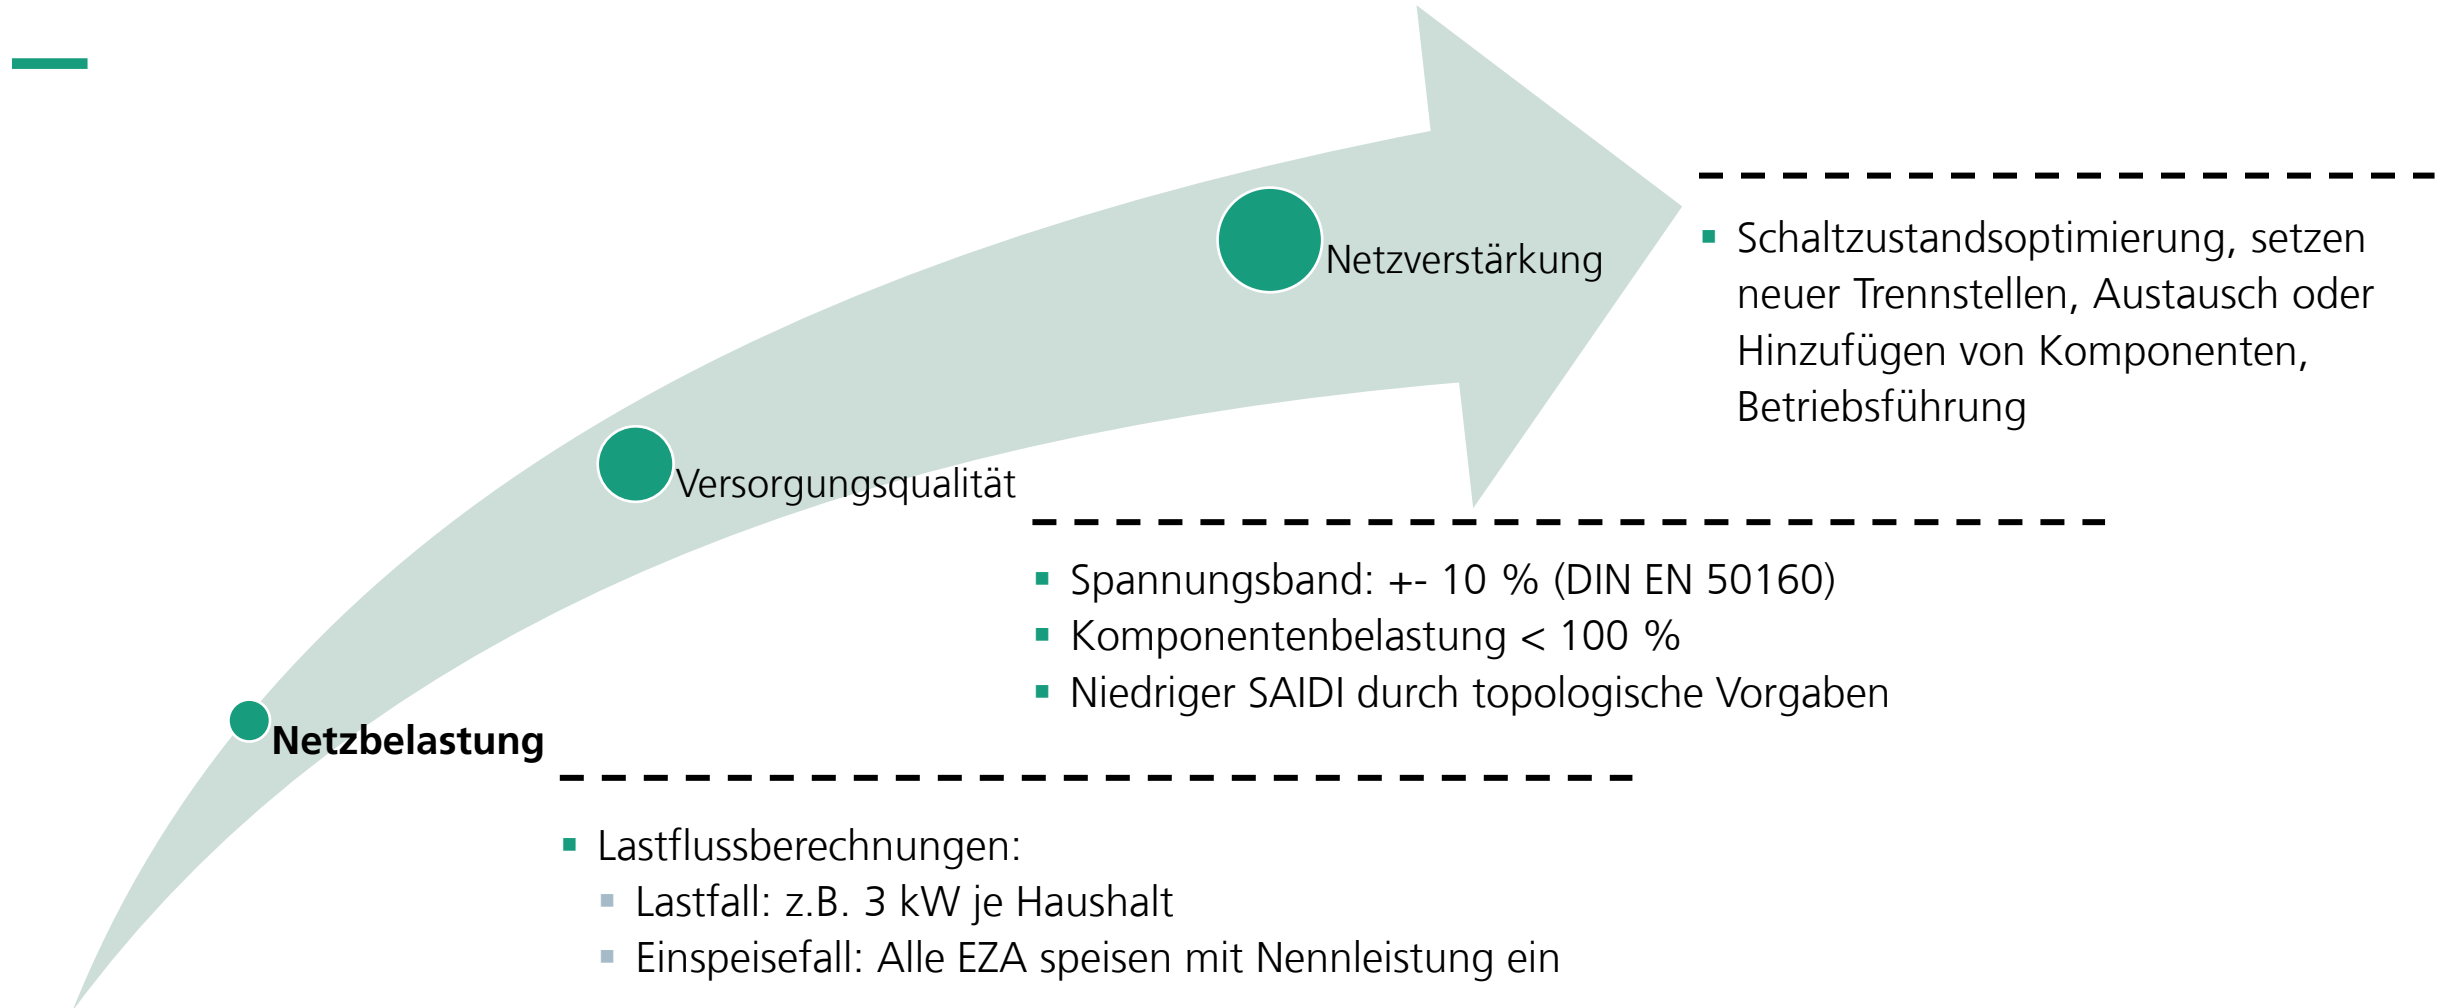 Netzverstärkung
▪ Schaltzustandsoptimierung, setzen
neuer Trennstellen, Austausch oder
Hinzufügen von Komponenten,
Betriebsführung
Versorgungsqualität
▪ Spannungsband: +- 10 % (DIN EN 50160)
▪ Komponentenbelastung < 100 %
▪ Niedriger SAIDI durch topologische Vorgaben
Netzbelastung
▪ Lastflussberechnungen:
▪ Lastfall: z.B. 3 kW je Haushalt
▪ Einspeisefall: Alle EZA speisen mit Nennleistung ein